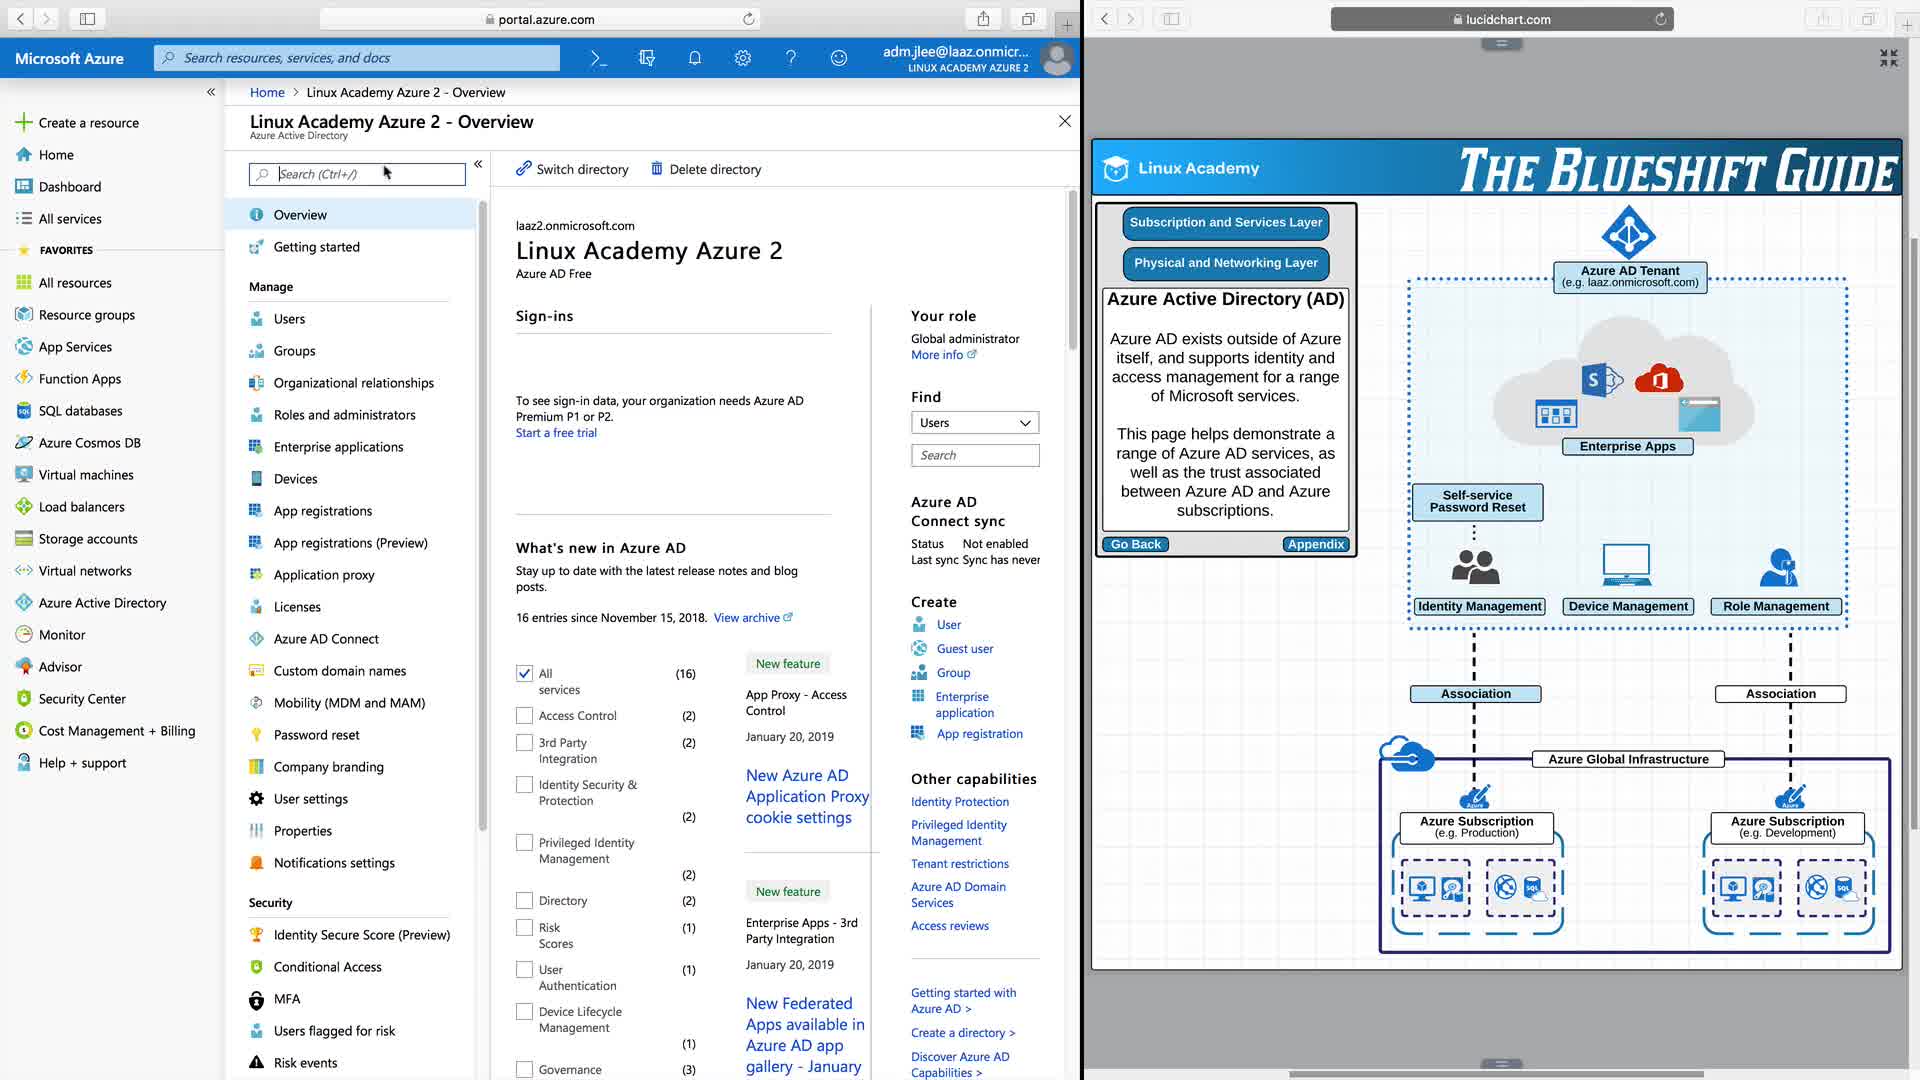 portal.azure.com
Microsoft Azure
Search resources, services, and docs
adm.jlee@laaz.onmicr...
LINUX ACADEMY AZURE 2
Create a resource
Home
Dashboard
All services
FAVORITES
All resources
Resource groups
App Services
Function Apps
SQL databases
Azure Cosmos DB
Virtual machines
Load balancers
Storage accounts
Virtual networks
Azure Active Directory
Monitor
Advisor
Security Center
Cost Management + Billing
Help + support
Home > Linux Academy Azure 2 - Overview
Linux Academy Azure 2 - Overview
Azure Active Directory
Search (Ctrl+/)
Overview
Getting started
Manage
Users
Groups
Organizational relationships
Roles and administrators
Enterprise applications
Devices
App registrations
App registrations (Preview)
Application proxy
Licenses
Azure AD Connect
Custom domain names
Mobility (MDM and MAM)
Password reset
Company branding
User settings
Properties
Notifications settings
Security
Identity Secure Score (Preview)
Conditional Access
MFA
Users flagged for risk
Risk events
Switch directory
Delete directory
laaz2.onmicrosoft.com
Linux Academy Azure 2
Azure AD Free
Sign-ins
To see sign-in data, your organization needs Azure AD
Premium P1 or P2.
Start a free trial
What's new in Azure AD
Stay up to date with the latest release notes and blog
posts.
16 entries since November 15, 2018. View archive
All
services
(16)
Access Control
(2)
3rd Party
Integration
(2)
Identity Security &
Protection
(2)
Privileged Identity
Management
(2)
Directory
(2)
Risk
Scores
(1)
User
Authentication
(1)
Device Lifecycle
Management
(1)
Governance
(3)
New feature
App Proxy - Access
Control
January 20, 2019
New Azure AD
Application Proxy
cookie settings
New feature
Enterprise Apps - 3rd
Party Integration
January 20, 2019
New Federated
Apps available in
Azure AD app
gallery - January
Your role
Global administrator
More info
Find
Users
Search
Azure AD
Connect sync
Status Not enabled
Last sync Sync has never
Create
User
Guest user
Group
Enterprise
application
App registration
Other capabilities
Identity Protection
Privileged Identity
Management
Tenant restrictions
Azure AD Domain
Services
Access reviews
Getting started with
Azure AD >
Create a directory >
Discover Azure AD
Capabilities >
lucidchart.com
Linux Academy
THE BLUESHIFT GUIDE
Subscription and Services Layer
Physical and Networking Layer
Azure Active Directory (AD)
Azure AD exists outside of Azure
itself, and supports identity and
access management for a range
of Microsoft services.
This page helps demonstrate a
range of Azure AD services, as
well as the trust associated
between Azure AD and Azure
subscriptions.
Go Back
Appendix
Azure AD Tenant
(e.g. laaz.onmicrosoft.com)
S
Enterprise Apps
Self-service
Password Reset
Identity Management
Device Management
Role Management
Association
Association
Azure Global Infrastructure
Azure
Azure
Azure Subscription
(e.g. Production)
Azure Subscription
(e.g. Development)
SQL
SQL